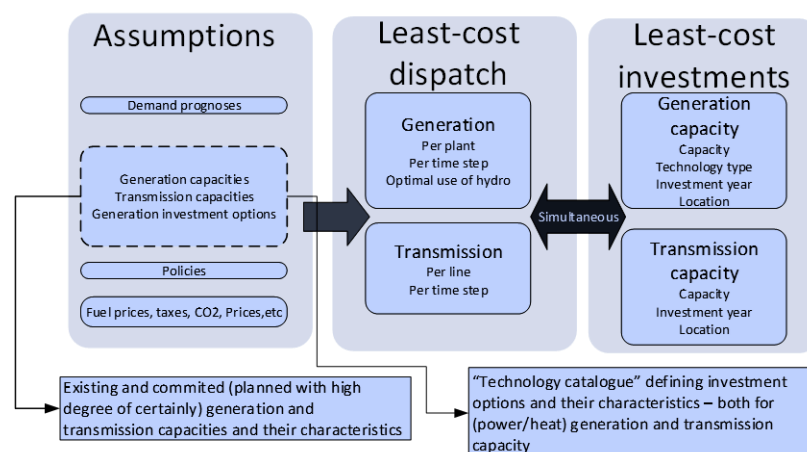 Assumptions
Demand prognoses
Generation capacities
Transmission capacities
Generation investment options
Policies
Fuel prices, taxes, CO2, Prices,etc
Least-cost
dispatch
Generation
Per plant
Per time step
Optimal use of hydro
Transmission
Per line
Per time step
Simultaneous
Least-cost
investments
Generation
capacity
Capacity
Technology type
Investment year
Location
Transmission
capacity
Capacity
Investment year
Location
Existing and commited (planned with high
degree of certainly) generation and
transmission capacities and their characteristics
“Technology catalogue” defining investment
options and their characteristics – both for
(power/heat) generation and transmission
capacity